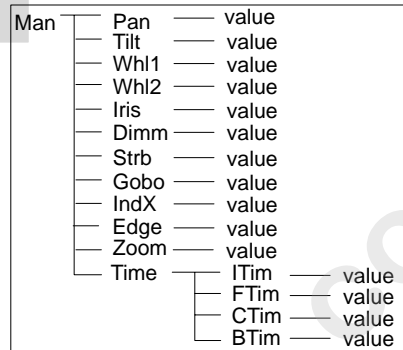 Man Pan value
Tilt value
Whl1 value
Whl2 value
Iris value
Dimm value
Strb value
Gobo value
IndX value
Edge value
Zoom value
Time ITim value
FTim value
CTim value
BTim value